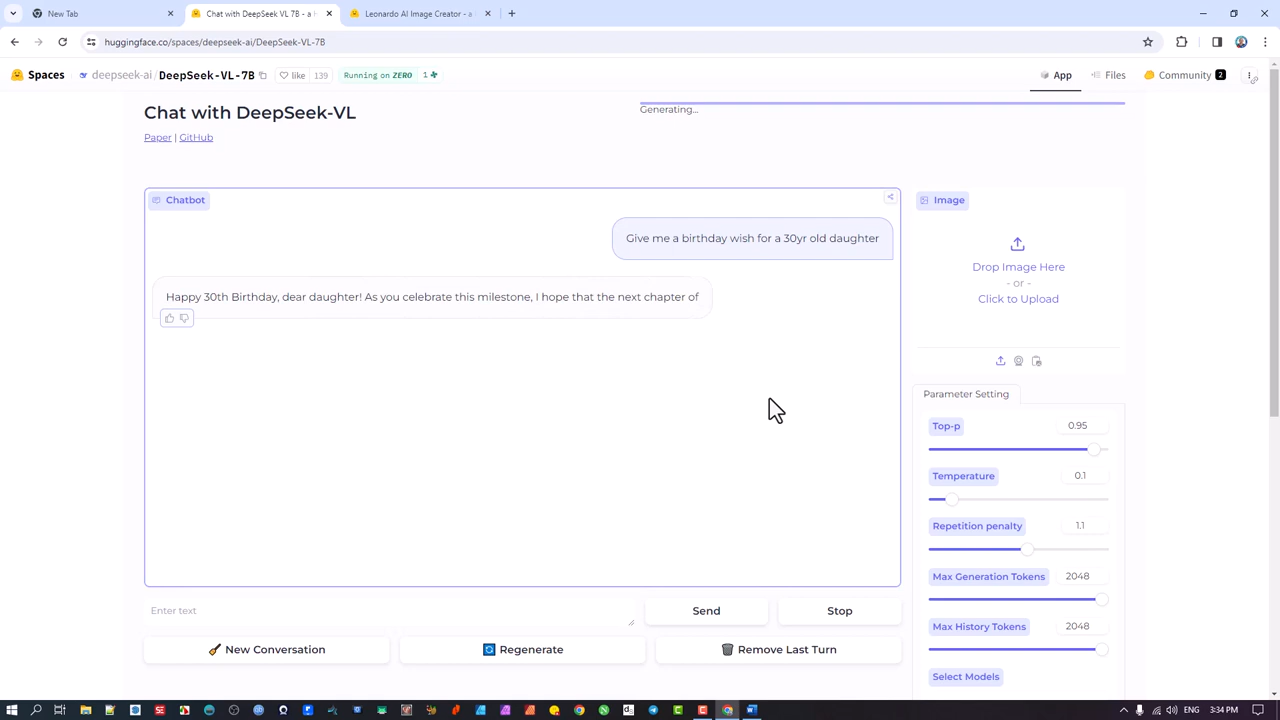 New Tab
Chat with DeepSeek VL 7B - a H
Leonardo AI Image Creator - a
huggingface.co/spaces/deepseek-ai/DeepSeek-VL-7B
Spaces
deepseek-ai/DeepSeek-VL-7B
like 139
Running on ZERO
1
App
Files
Community 2
Chat with DeepSeek-VL
Generating...
Paper | GitHub
Chatbot
Image
Give me a birthday wish for a 30yr old daughter
Happy 30th Birthday, dear daughter! As you celebrate this milestone, I hope that the next chapter of
Drop Image Here
- or -
Click to Upload
Parameter Setting
Top-p
0.95
Temperature
0.1
Repetition penalty
1.1
Max Generation Tokens
2048
Max History Tokens
2048
Select Models
Enter text
Send
Stop
New Conversation
Regenerate
Remove Last Turn
ENG
3:34 PM